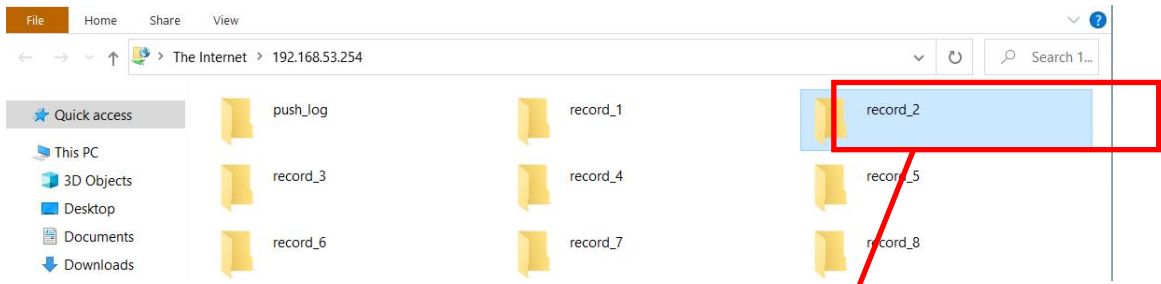 File Home Share View
The Internet > 192.168.53.254 Search 1...
Quick access
This PC
3D Objects
Desktop
Documents
Downloads
push_log record_1 record_2
record_3 record_4 record_5
record_6 record_7 record_8